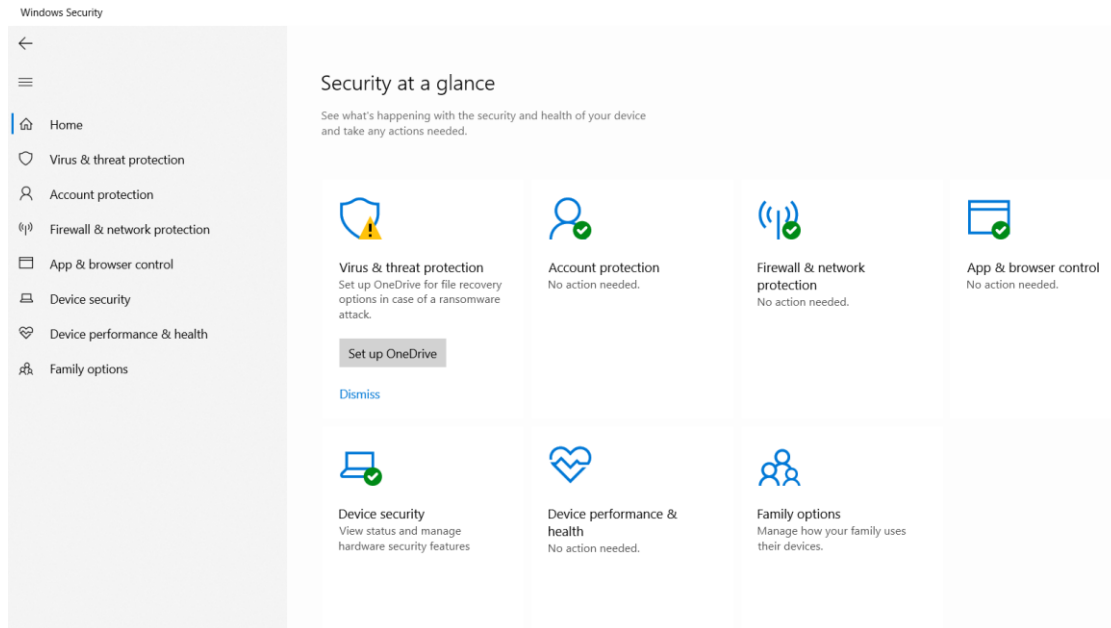 Windows Security
Home
Virus & threat protection
Account protection
Firewall & network protection
App & browser control
Device security
Device performance & health
Family options
Security at a glance
See what's happening with the security and health of your device
and take any actions needed.
Virus & threat protection
Set up OneDrive for file recovery
options in case of a ransomware
attack.
Set up OneDrive
Dismiss
Account protection
No action needed.
Firewall & network
protection
No action needed.
App & browser control
No action needed.
Device security
View status and manage
hardware security features
Device performance &
health
No action needed.
Family options
Manage how your family uses
their devices.